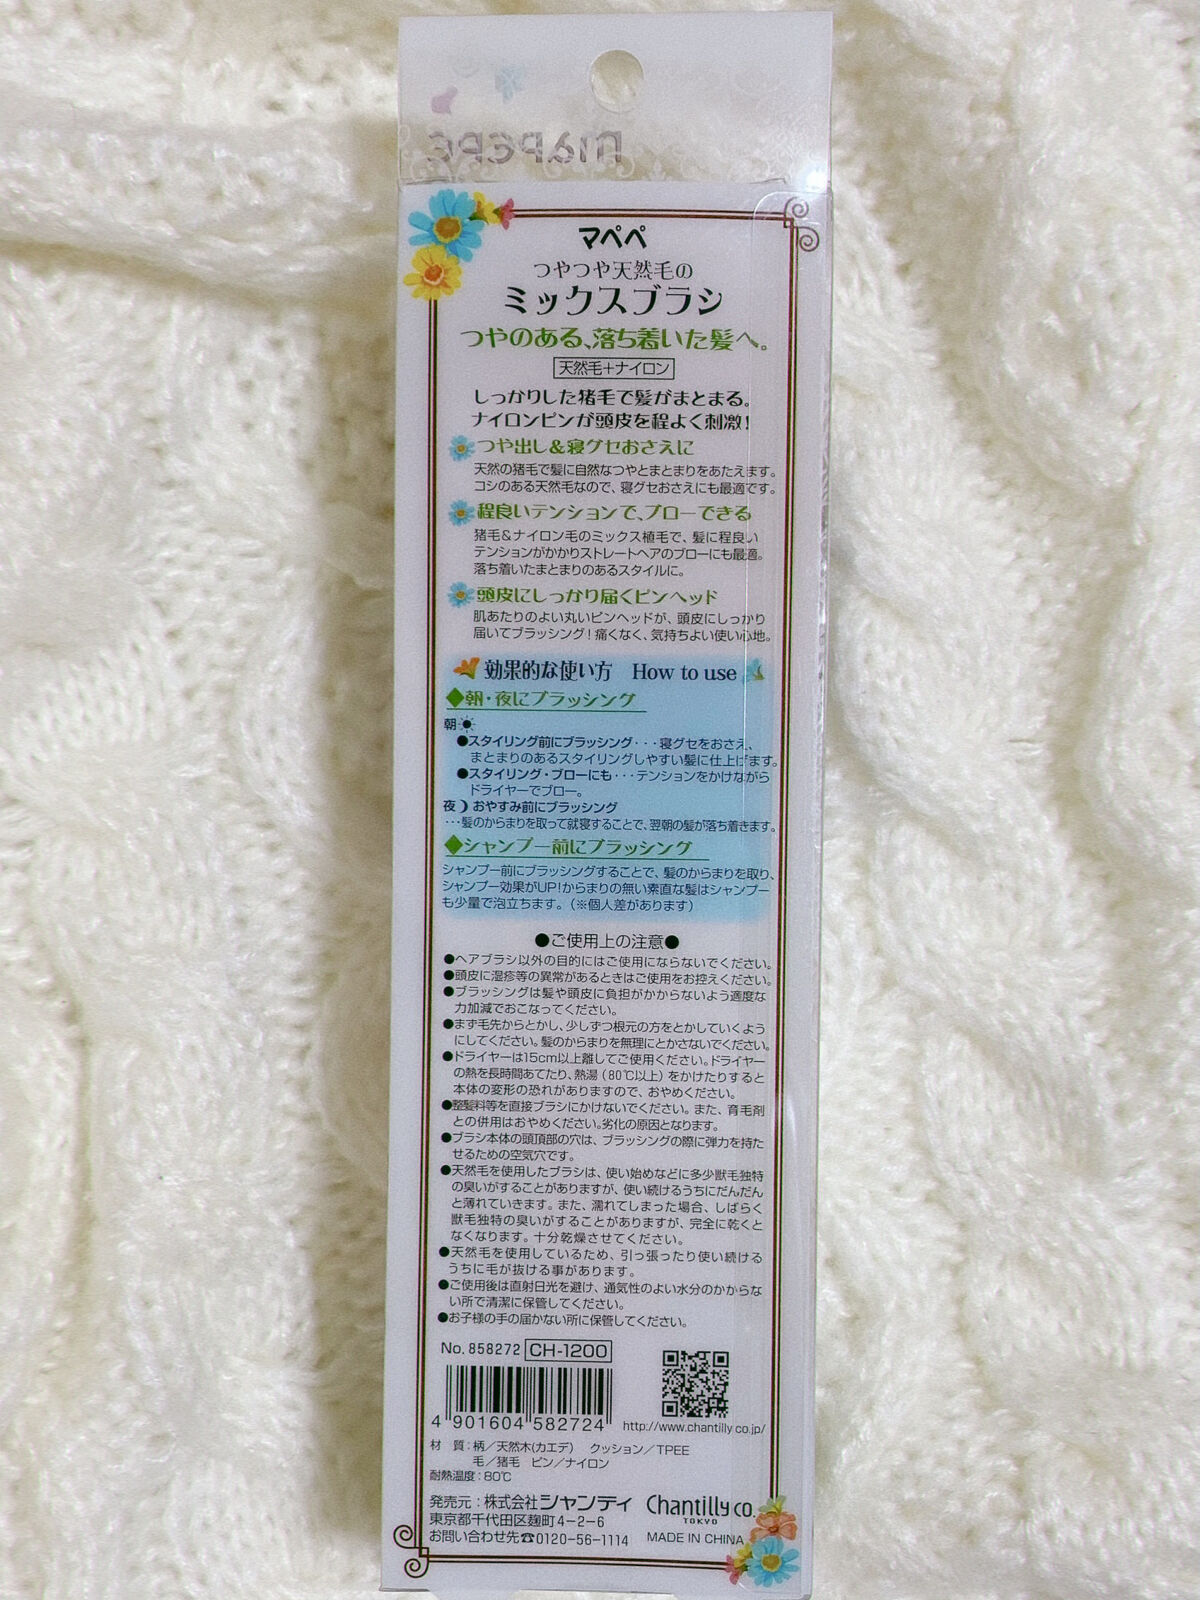 mapepe
マペペ
つやつや天然毛の
ミックスブラシ
つやのある、落ち着いた髪へ。
天然毛+ナイロン
しっかりした猪毛で髪がまとまる。
ナイロンピンが頭皮を程よく刺激!
つや出し&寝グセおさえに
天然の猪毛で髪に自然なつやとまとまりをあたえます。
コシのある天然毛なので、寝グセおさえにも最適です。
程良いテンションで、ブローできる
猪毛&ナイロン毛のミックス植毛で、髪に程良い
テンションがかかりストレートヘアのブローにも最適。
落ち着いたまとまりのあるスタイルに。
頭皮にしっかり届くピンヘッド
肌あたりのよい丸いピンヘッドが、頭皮にしっかり
届いてブラッシング!痛くなく、気持ちよい使い心地。
効果的な使い方 How to use
◆朝・夜にブラッシング
朝
●スタイリング前にブラッシング・・・寝グセをおさえ、
まとまりのあるスタイリングしやすい髪に仕上げます。
●スタイリング・ブローにも・・・テンションをかけながら
ドライヤーでブロー。
夜 おやすみ前にブラッシング
・・・髪のからまりを取って就寝することで、翌朝の髪が落ち着きます。
◆シャンプー前にブラッシング
シャンプー前にブラッシングすることで、髪のからまりを取り、
シャンプー効果がUP!からまりの無い素直な髪はシャンプー
も少量で泡立ちます。(※個人差があります)
●ご使用上の注意●
●ヘアブラシ以外の目的にはご使用にならないでください。
●頭皮に湿疹等の異常があるときはご使用をお控えください。
●ブラッシングは髪や頭皮に負担がかからないよう適度な
力加減でおこなってください。
●まず毛先からとかし、少しずつ根元の方をとかしていくよう
にしてください。髪のからまりを無理にとかさないでください。
●ドライヤーは15cm以上離してご使用ください。ドライヤー
の熱を長時間あてたり、熱湯(80℃以上)をかけたりすると
本体の変形の恐れがありますので、おやめください。
●整髪料等を直接ブラシにかけないでください。また、育毛剤
との併用はおやめください。劣化の原因となります。
●ブラシ本体の頭頂部の穴は、ブラッシングの際に弾力を持た
せるための空気穴です。
●天然毛を使用したブラシは、使い始めなどに多少獣毛独特
の臭いがすることがありますが、使い続けるうちにだんだん
と薄れていきます。また、濡れてしまった場合、しばらく
獣毛独特の臭いがすることがありますが、完全に乾くと
なくなります。十分乾燥させてください。
●天然毛を使用しているため、引っ張ったり使い続ける
うちに毛が抜ける事があります。
●ご使用後は直射日光を避け、通気性のよい水分のかからな
い所で清潔に保管してください。
●お子様の手の届かない所に保管してください。
No. 858272 CH-1200
4 901604 582724
http://www.chantilly.co.jp/
材 質:柄/天然木(カエデ) クッション/TPEE
毛/猪毛 ピン/ナイロン
耐熱温度:80℃
発売元:株式会社シャンティ Chantilly CO.
TOKYO
東京都千代田区麹町4-2-6
お問い合わせ先☎0120-56-1114 MADE IN CHINA